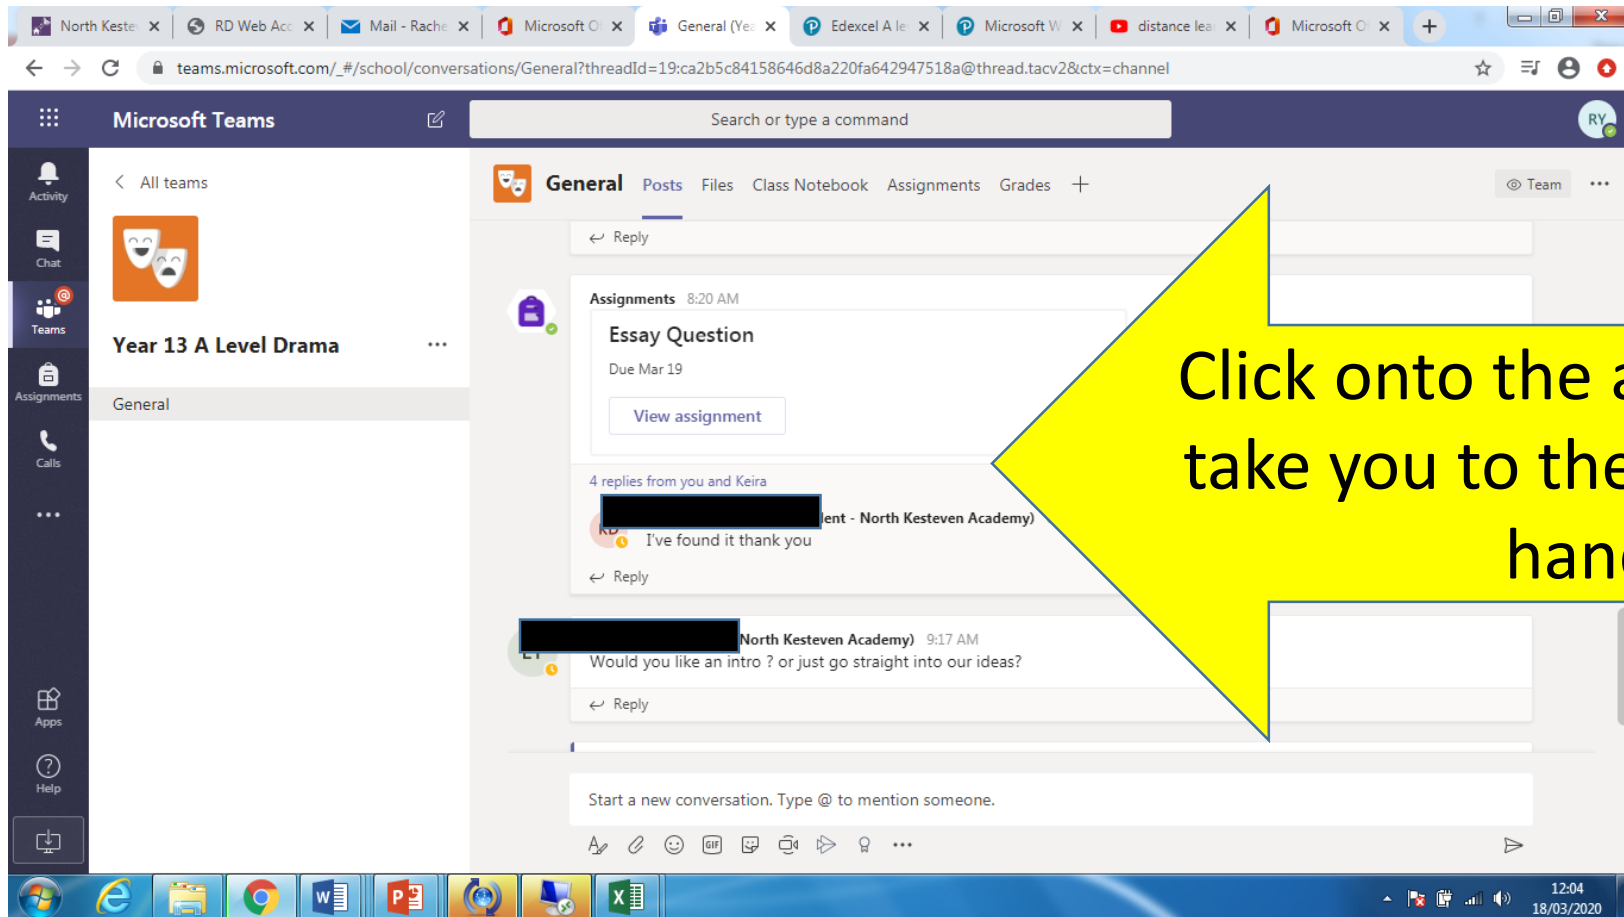 North Keste
RD Web Acc
Mail - Rache
Microsoft O
General (Yea
Edexcel A le
Microsoft W
distance lea
Microsoft O
teams.microsoft.com/_#/school/conversations/General?threadId=19:ca2b5c84158646d8a220fa642947518a@thread.tacv2&ctx=channel
Microsoft Teams
Search or type a command
RY
Activity
Chat
Teams
Assignments
Calls
Apps
Help
All teams
Year 13 A Level Drama
General
General Posts Files Class Notebook Assignments Grades
Team
Reply
Assignments 8:20 AM
Essay Question
Due Mar 19
View assignment
4 replies from you and Keira
ent - North Kesteven Academy)
I've found it thank you
Reply
North Kesteven Academy) 9:17 AM
Would you like an intro ? or just go straight into our ideas?
Reply
Click onto the a
take you to the
hand
Start a new conversation. Type @ to mention someone.
GIF
12:04
18/03/2020